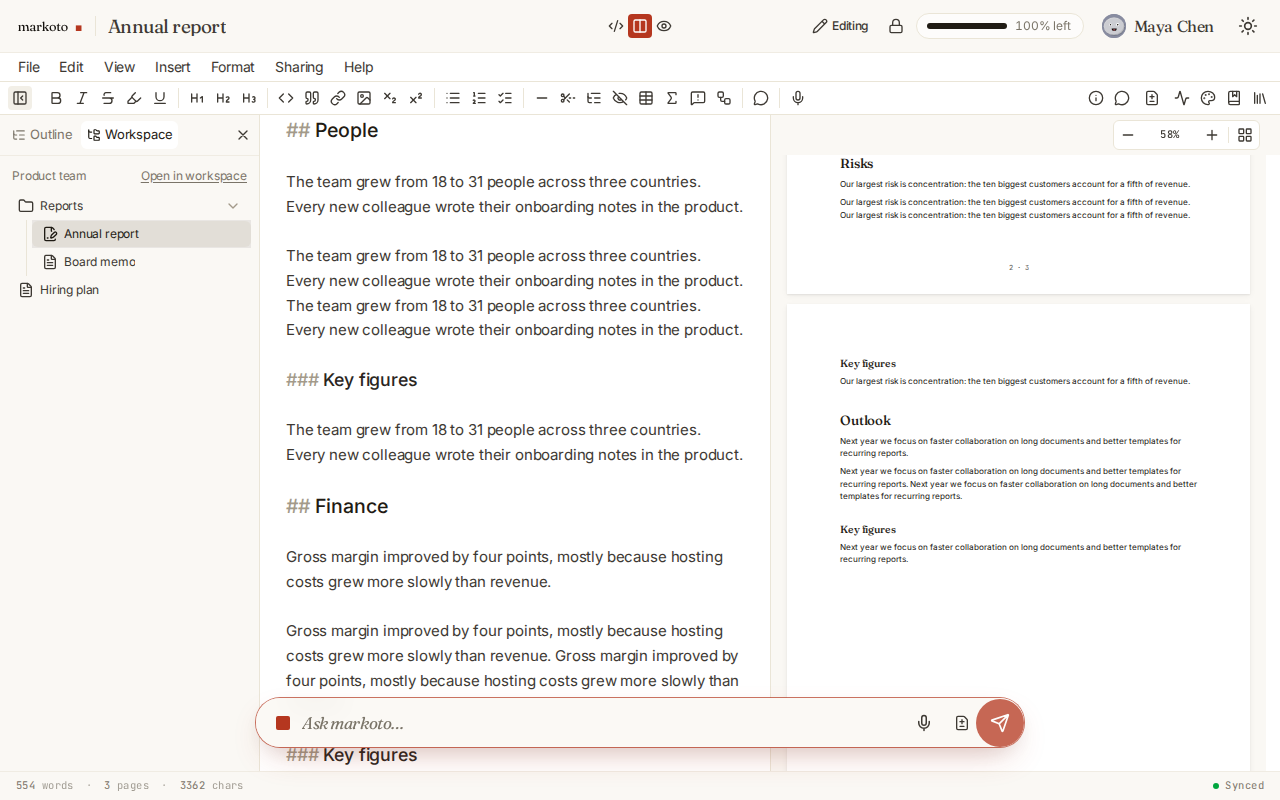 markoto
Annual report
Editing
100% left
Maya Chen
File Edit View Insert Format Sharing Help
H1 H2 H3
Outline
Workspace
58%
Product team
Open in workspace
Reports
Annual report
Board memo
Hiring plan
## People
The team grew from 18 to 31 people across three countries.
Every new colleague wrote their onboarding notes in the product.
The team grew from 18 to 31 people across three countries.
Every new colleague wrote their onboarding notes in the product.
The team grew from 18 to 31 people across three countries.
Every new colleague wrote their onboarding notes in the product.
### Key figures
The team grew from 18 to 31 people across three countries.
Every new colleague wrote their onboarding notes in the product.
## Finance
Gross margin improved by four points, mostly because hosting
costs grew more slowly than revenue.
Gross margin improved by four points, mostly because hosting
costs grew more slowly than revenue. Gross margin improved by
four points, mostly because hosting costs grew more slowly than
### Key figures
Risks
Our largest risk is concentration: the ten biggest customers account for a fifth of revenue.
Our largest risk is concentration: the ten biggest customers account for a fifth of revenue.
Our largest risk is concentration: the ten biggest customers account for a fifth of revenue.
2 - 3
Key figures
Our largest risk is concentration: the ten biggest customers account for a fifth of revenue.
Outlook
Next year we focus on faster collaboration on long documents and better templates for
recurring reports.
Next year we focus on faster collaboration on long documents and better templates for
recurring reports. Next year we focus on faster collaboration on long documents and better
templates for recurring reports.
Key figures
Next year we focus on faster collaboration on long documents and better templates for
recurring reports.
Ask markoto...
554 words · 3 pages · 3362 chars
Synced